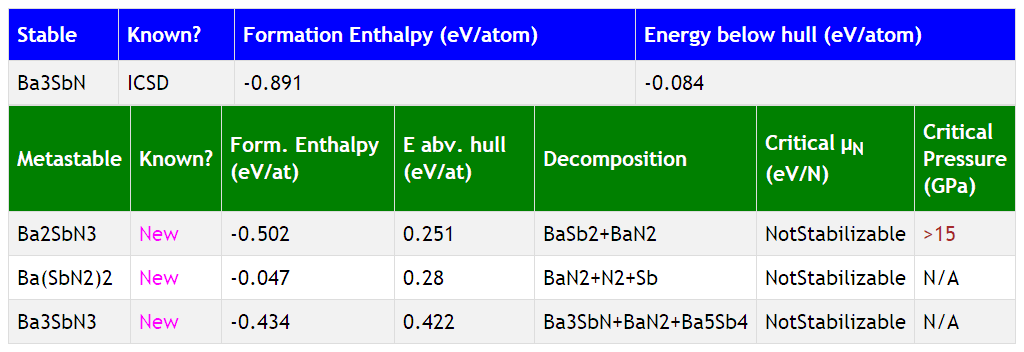 Stable Known? Formation Enthalpy (eV/atom) Energy below hull (eV/atom)
Ba3SbN ICSD -0.891 -0.084
Metastable Known? Form. Enthalpy (eV/at) E abv. hull (eV/at) Decomposition Critical μN (eV/N) Critical Pressure (GPa)
Ba2SbN3 New -0.502 0.251 BaSb2+BaN2 NotStabilizable >15
Ba(SbN2)2 New -0.047 0.28 BaN2+N2+Sb NotStabilizable N/A
Ba3SbN3 New -0.434 0.422 Ba3SbN+BaN2+Ba5Sb4 NotStabilizable N/A